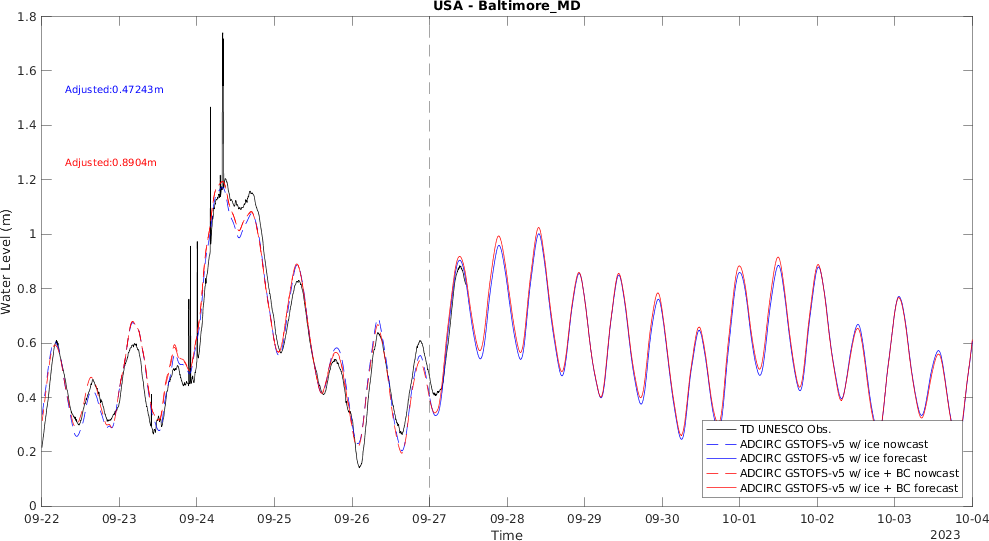 USA - Baltimore_MD
1.8
1.6
1.4
1.2
1
0.8
0.6
0.4
0.2
0
Water Level (m)
Adjusted:0.47243m
Adjusted:0.8904m
TD UNESCO Obs.
ADCIRC GSTOFS-v5 w/ ice nowcast
ADCIRC GSTOFS-v5 w/ ice forecast
ADCIRC GSTOFS-v5 w/ ice + BC nowcast
ADCIRC GSTOFS-v5 w/ ice + BC forecast
09-22 09-23 09-24 09-25 09-26 09-27 09-28 09-29 09-30 10-01 10-02 10-03 10-04
Time
2023